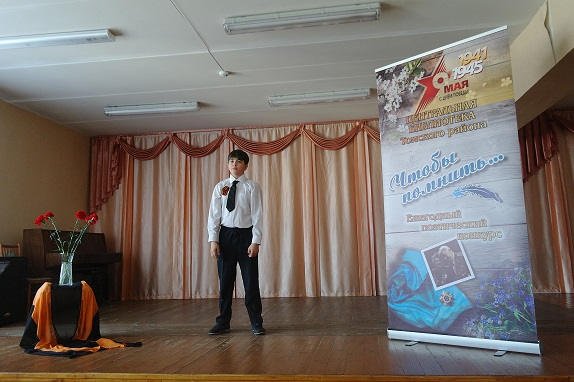 1941
1945
9 МАЯ
ЦЕНТРАЛЬНАЯ
БИБЛИОТЕКА
Томского района
Чтобы
помнить...
Ежегодный
поэтический
конкурс